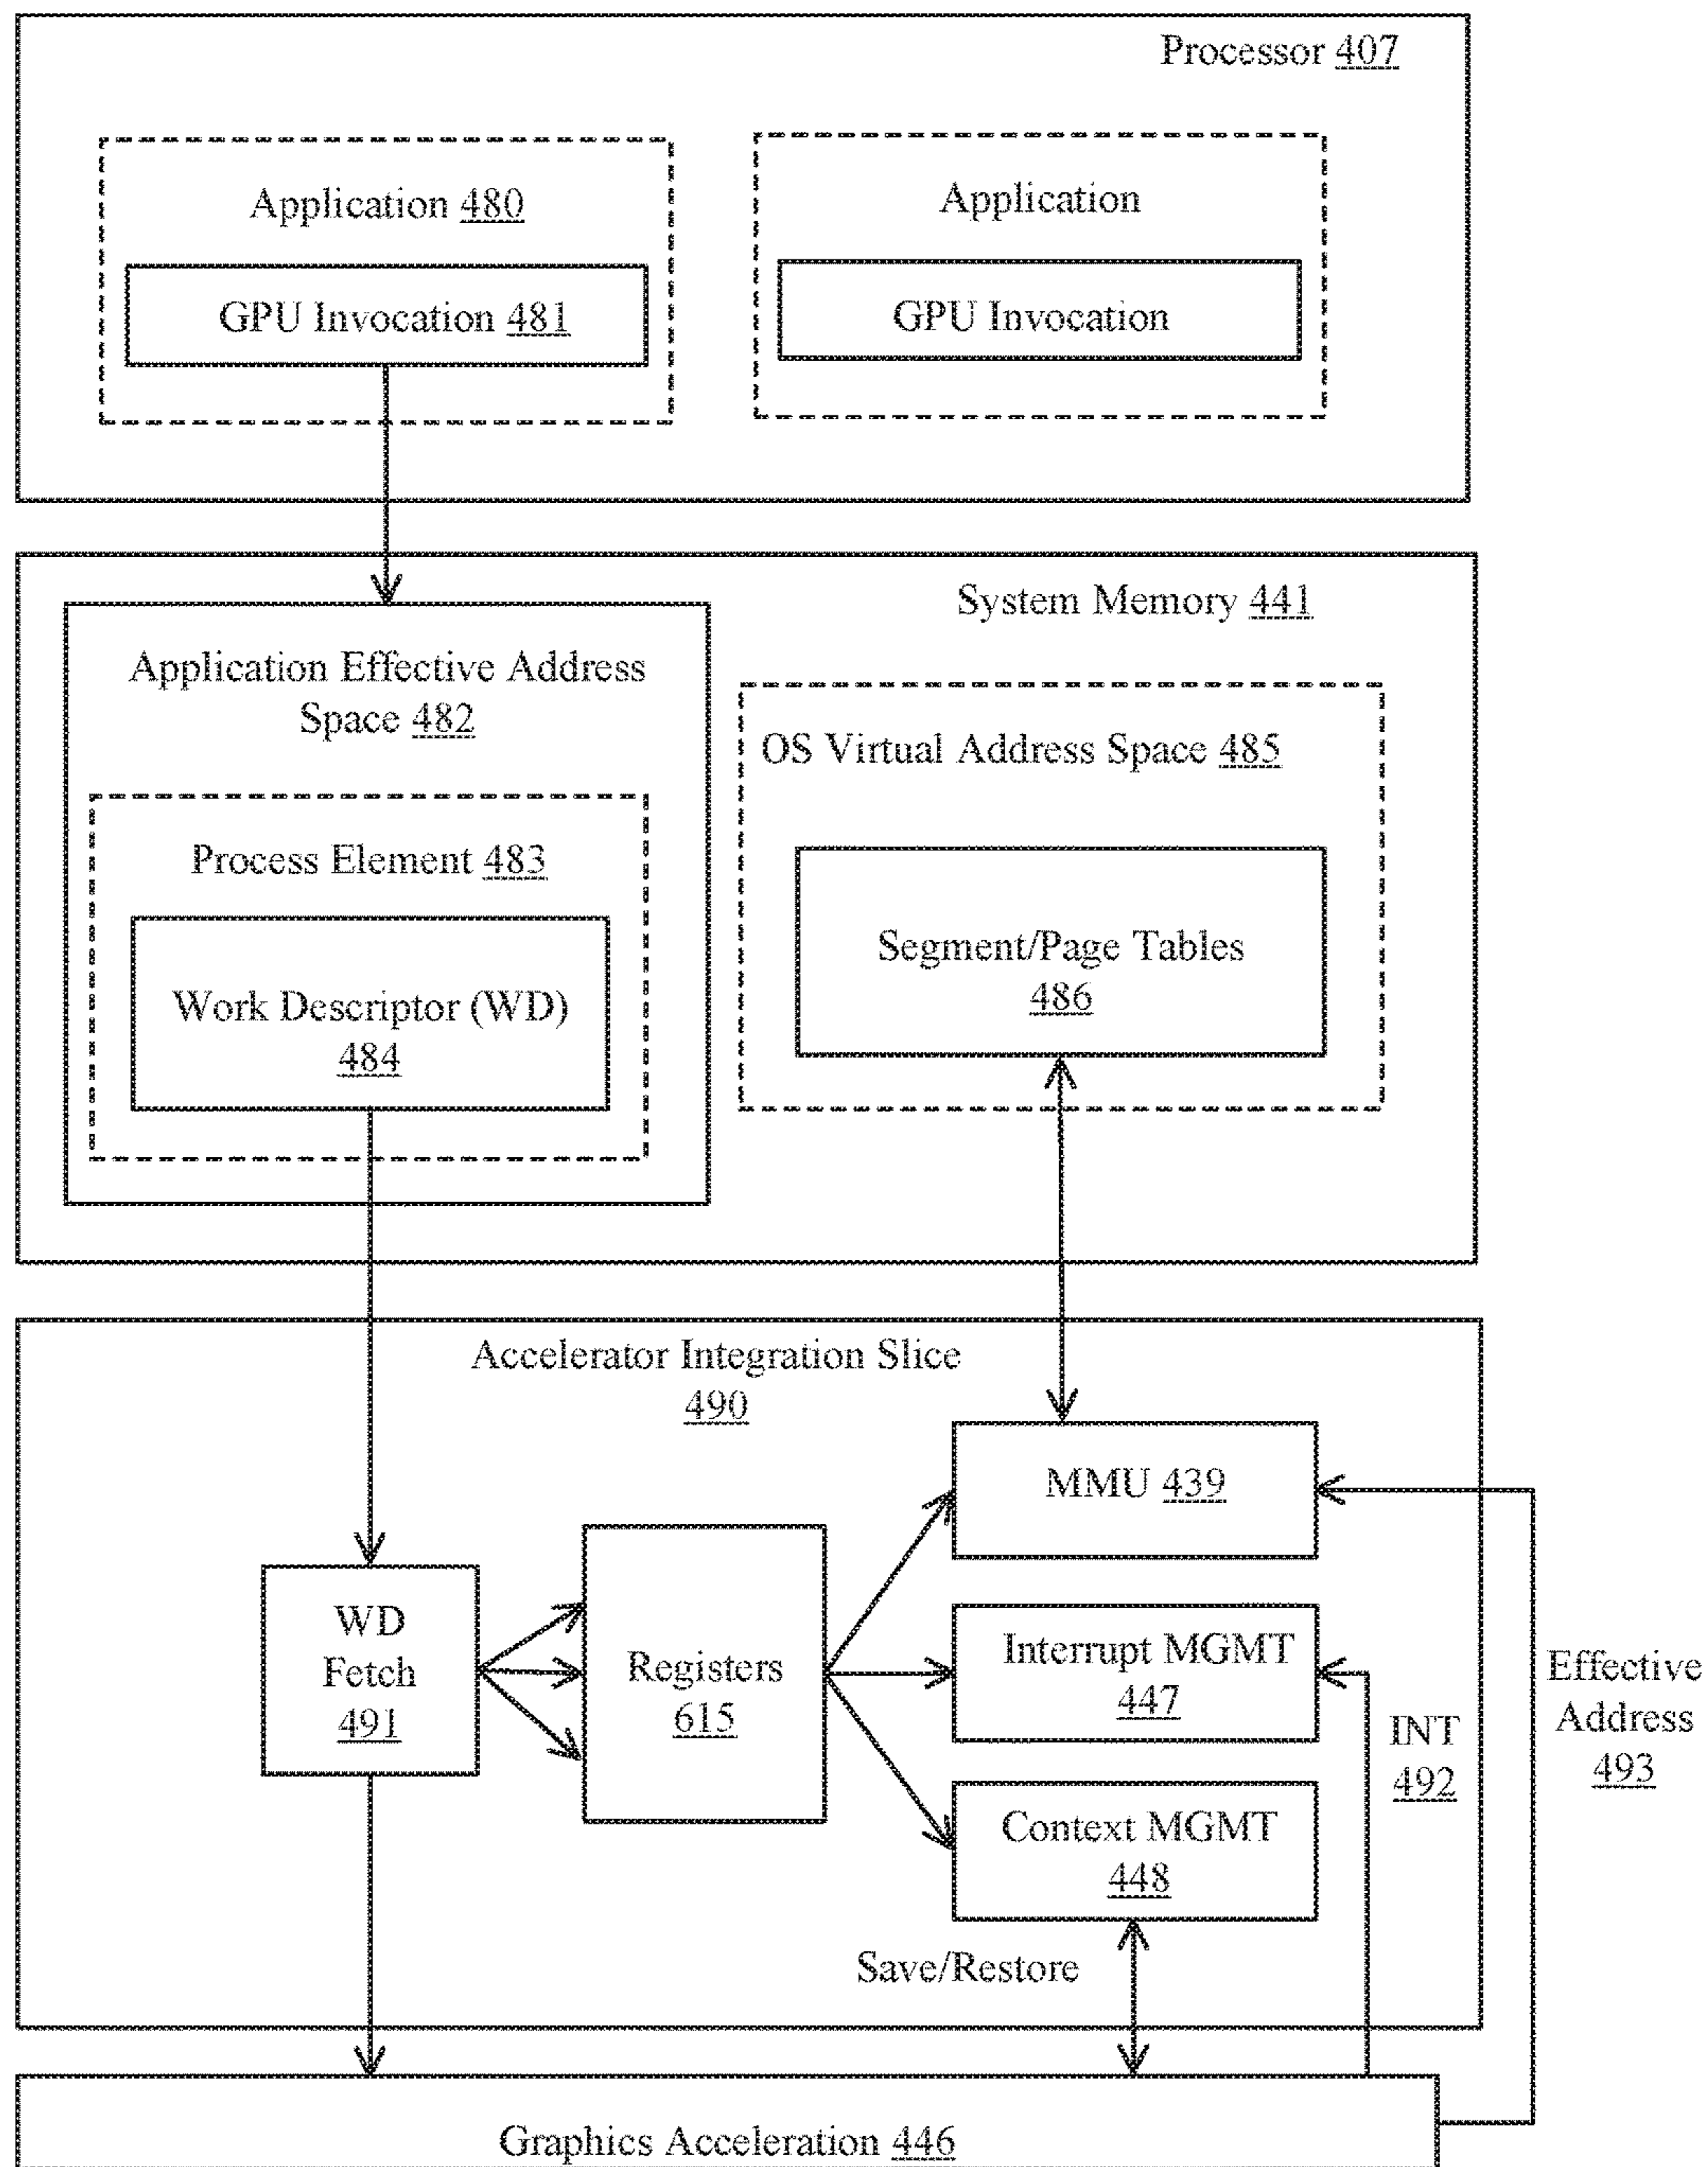 Processor 407
Application 480
Application
GPU Invocation 481
GPU Invocation
System Memory 441
Application Effective Address
Space 482
OS Virtual Address Space 485
Process Element 483
Segment/Page Tables
486
Work Descriptor (WD)
484
Accelerator Integration Slice
490
MMU 439
WD
Fetch
491
Registers
615
Interrupt MGMT
447
Effective
Address
493
INT
492
Context MGMT
448
Save/Restore
Graphics Acceleration 446